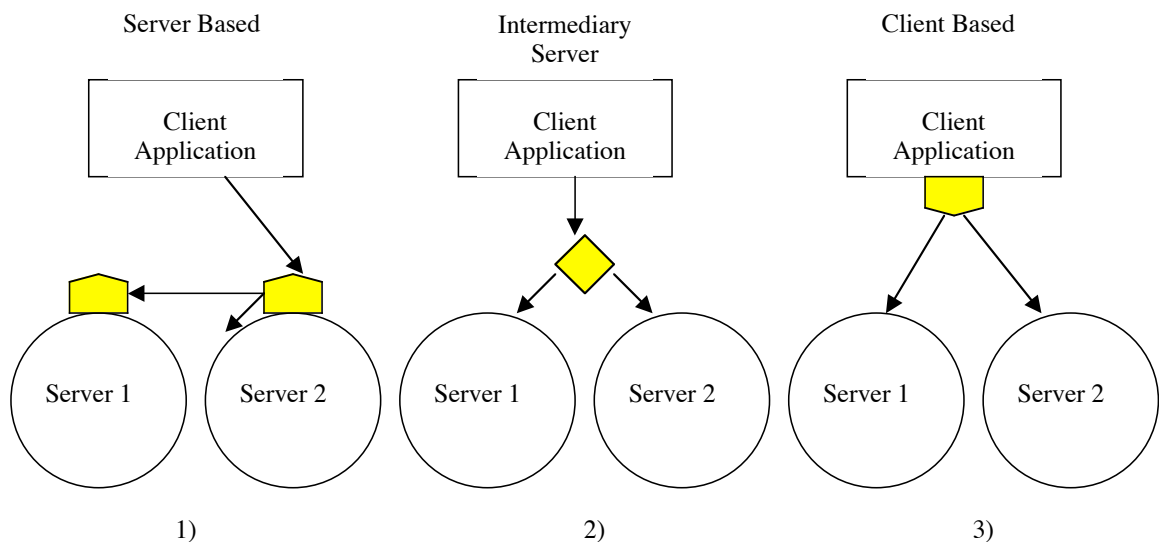 Server Based
Intermediary
Server
Client Based
Client
Application
Client
Application
Client
Application
Server 1
Server 2
Server 1
Server 2
Server 1
Server 2
1)
2)
3)